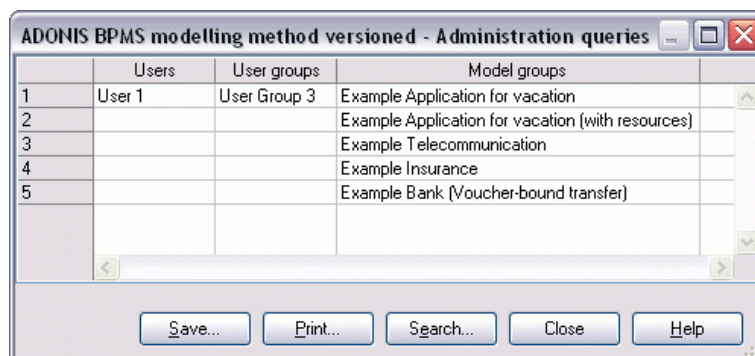 ADONIS BPMS modelling method versioned - Administration queries
Users User groups Model groups
1 User 1 User Group 3 Example Application for vacation
2 Example Application for vacation (with resources)
3 Example Telecommunication
4 Example Insurance
5 Example Bank (Voucher-bound transfer)
Save... Print... Search... Close Help